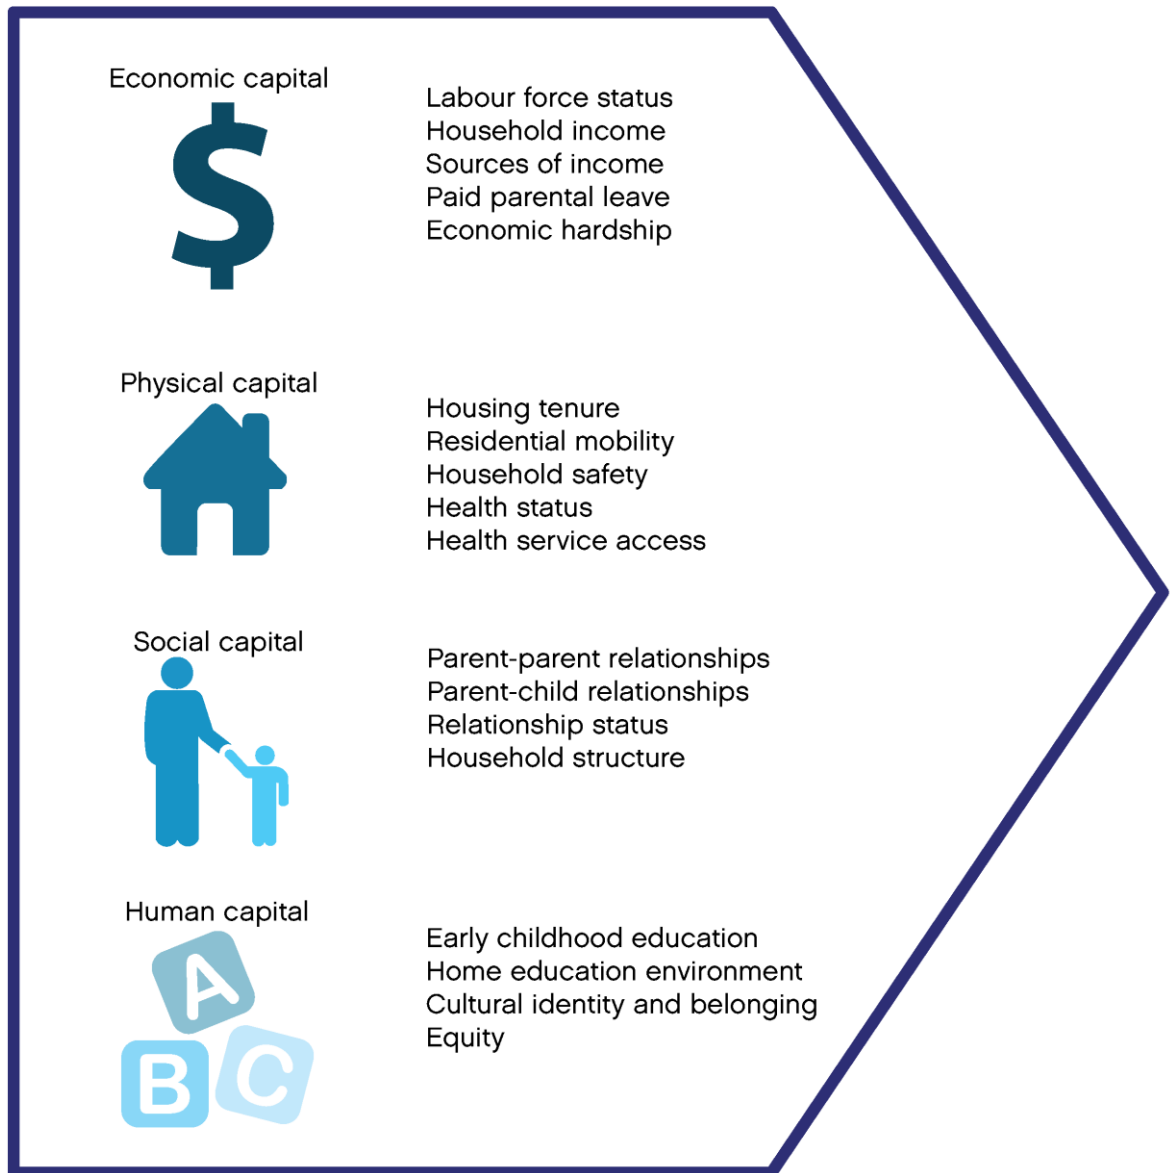 Economic capital
Labour force status
Household income
Sources of income
Paid parental leave
Economic hardship
Physical capital
Housing tenure
Residential mobility
Household safety
Health status
Health service access
Social capital
Parent-parent relationships
Parent-child relationships
Relationship status
Household structure
Human capital
Early childhood education
Home education environment
Cultural identity and belonging
Equity
$
A
B
C